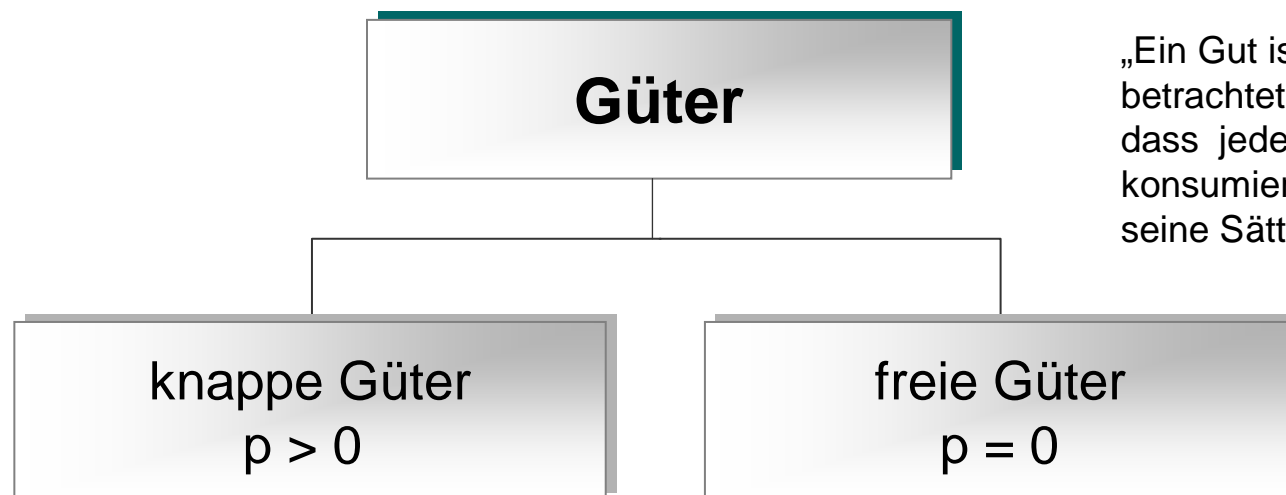 Güter
„Ein Gut
betrachtet
dass
seine
knappe Güter
p > 0
freie Güter
p = 0